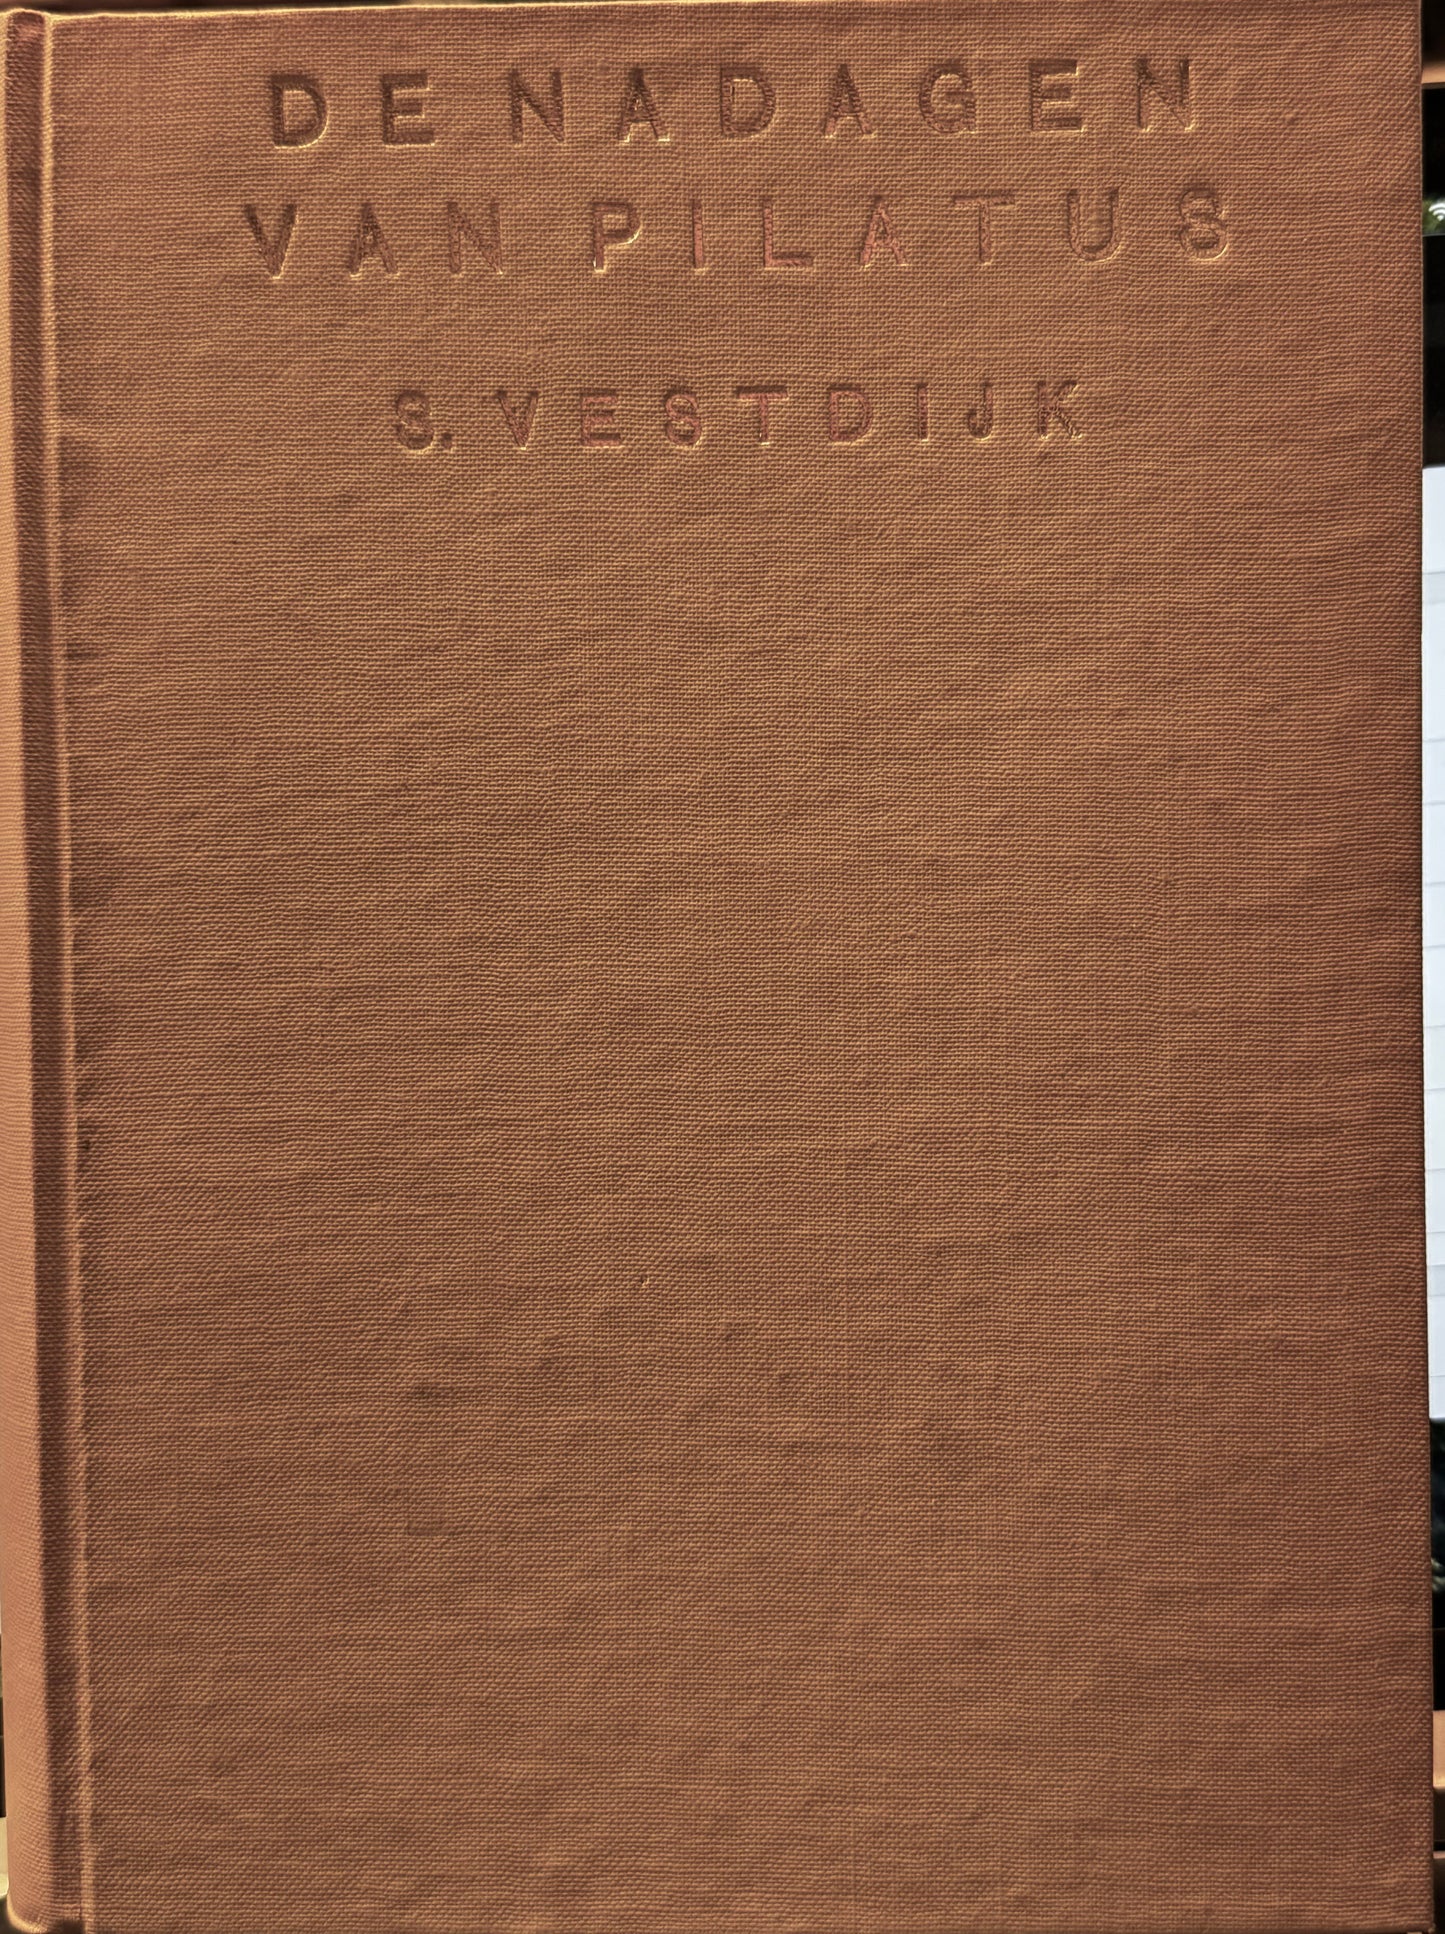 DE NADAGEN
VAN PILATUS
S. VESTDIJK